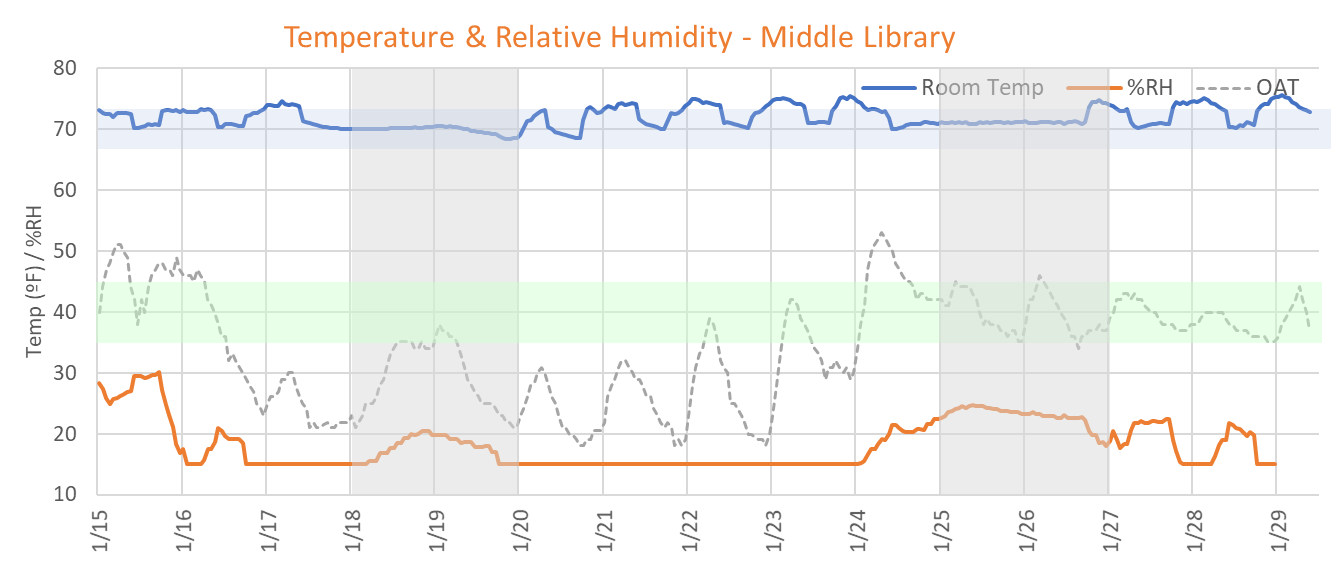 Temperature & Relative Humidity - Middle Library
Room Temp %RH OAT
Temp (ºF) / %RH
80
70
60
50
40
30
20
10
1/15 1/16 1/17 1/18 1/19 1/20 1/21 1/22 1/23 1/24 1/25 1/26 1/27 1/28 1/29